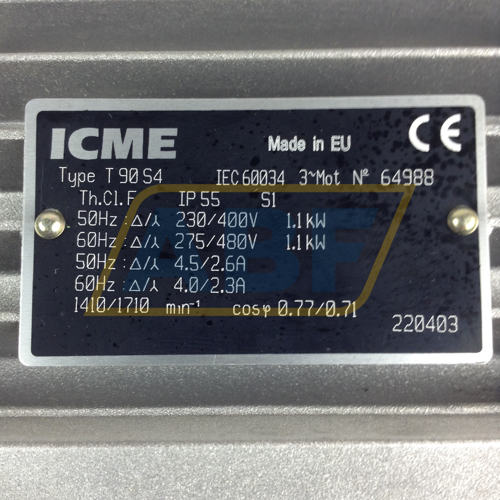 ICME
Made in EU
CE
Type T 90 S4 IEC 60034 3~Mot Nº 64988
Th.Cl.F IP 55 S1
50Hz : Δ/⅄ 230/400V 1.1 kW
60Hz : Δ/⅄ 275/480V 1.1 kW
50Hz : Δ/⅄ 4.5/2.6A
60Hz : Δ/⅄ 4.0/2.3A
1410/1710 min⁻¹ cosφ 0.77/0.71
220403
ABF